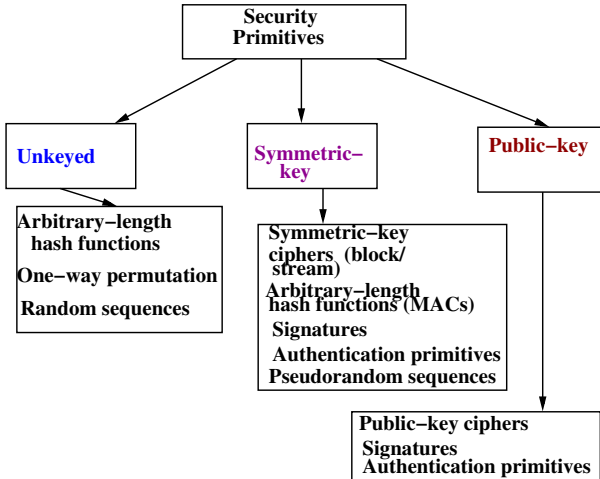 Security
Primitives
Unkeyed
Symmetric-
key
Public-key
Arbitrary-length
hash functions
One-way permutation
Random sequences
Symmetric-key
ciphers (block/
stream)
Arbitrary-length
hash functions (MACs)
Signatures
Authentication primitives
Pseudorandom sequences
Public-key ciphers
Signatures
Authentication primitives